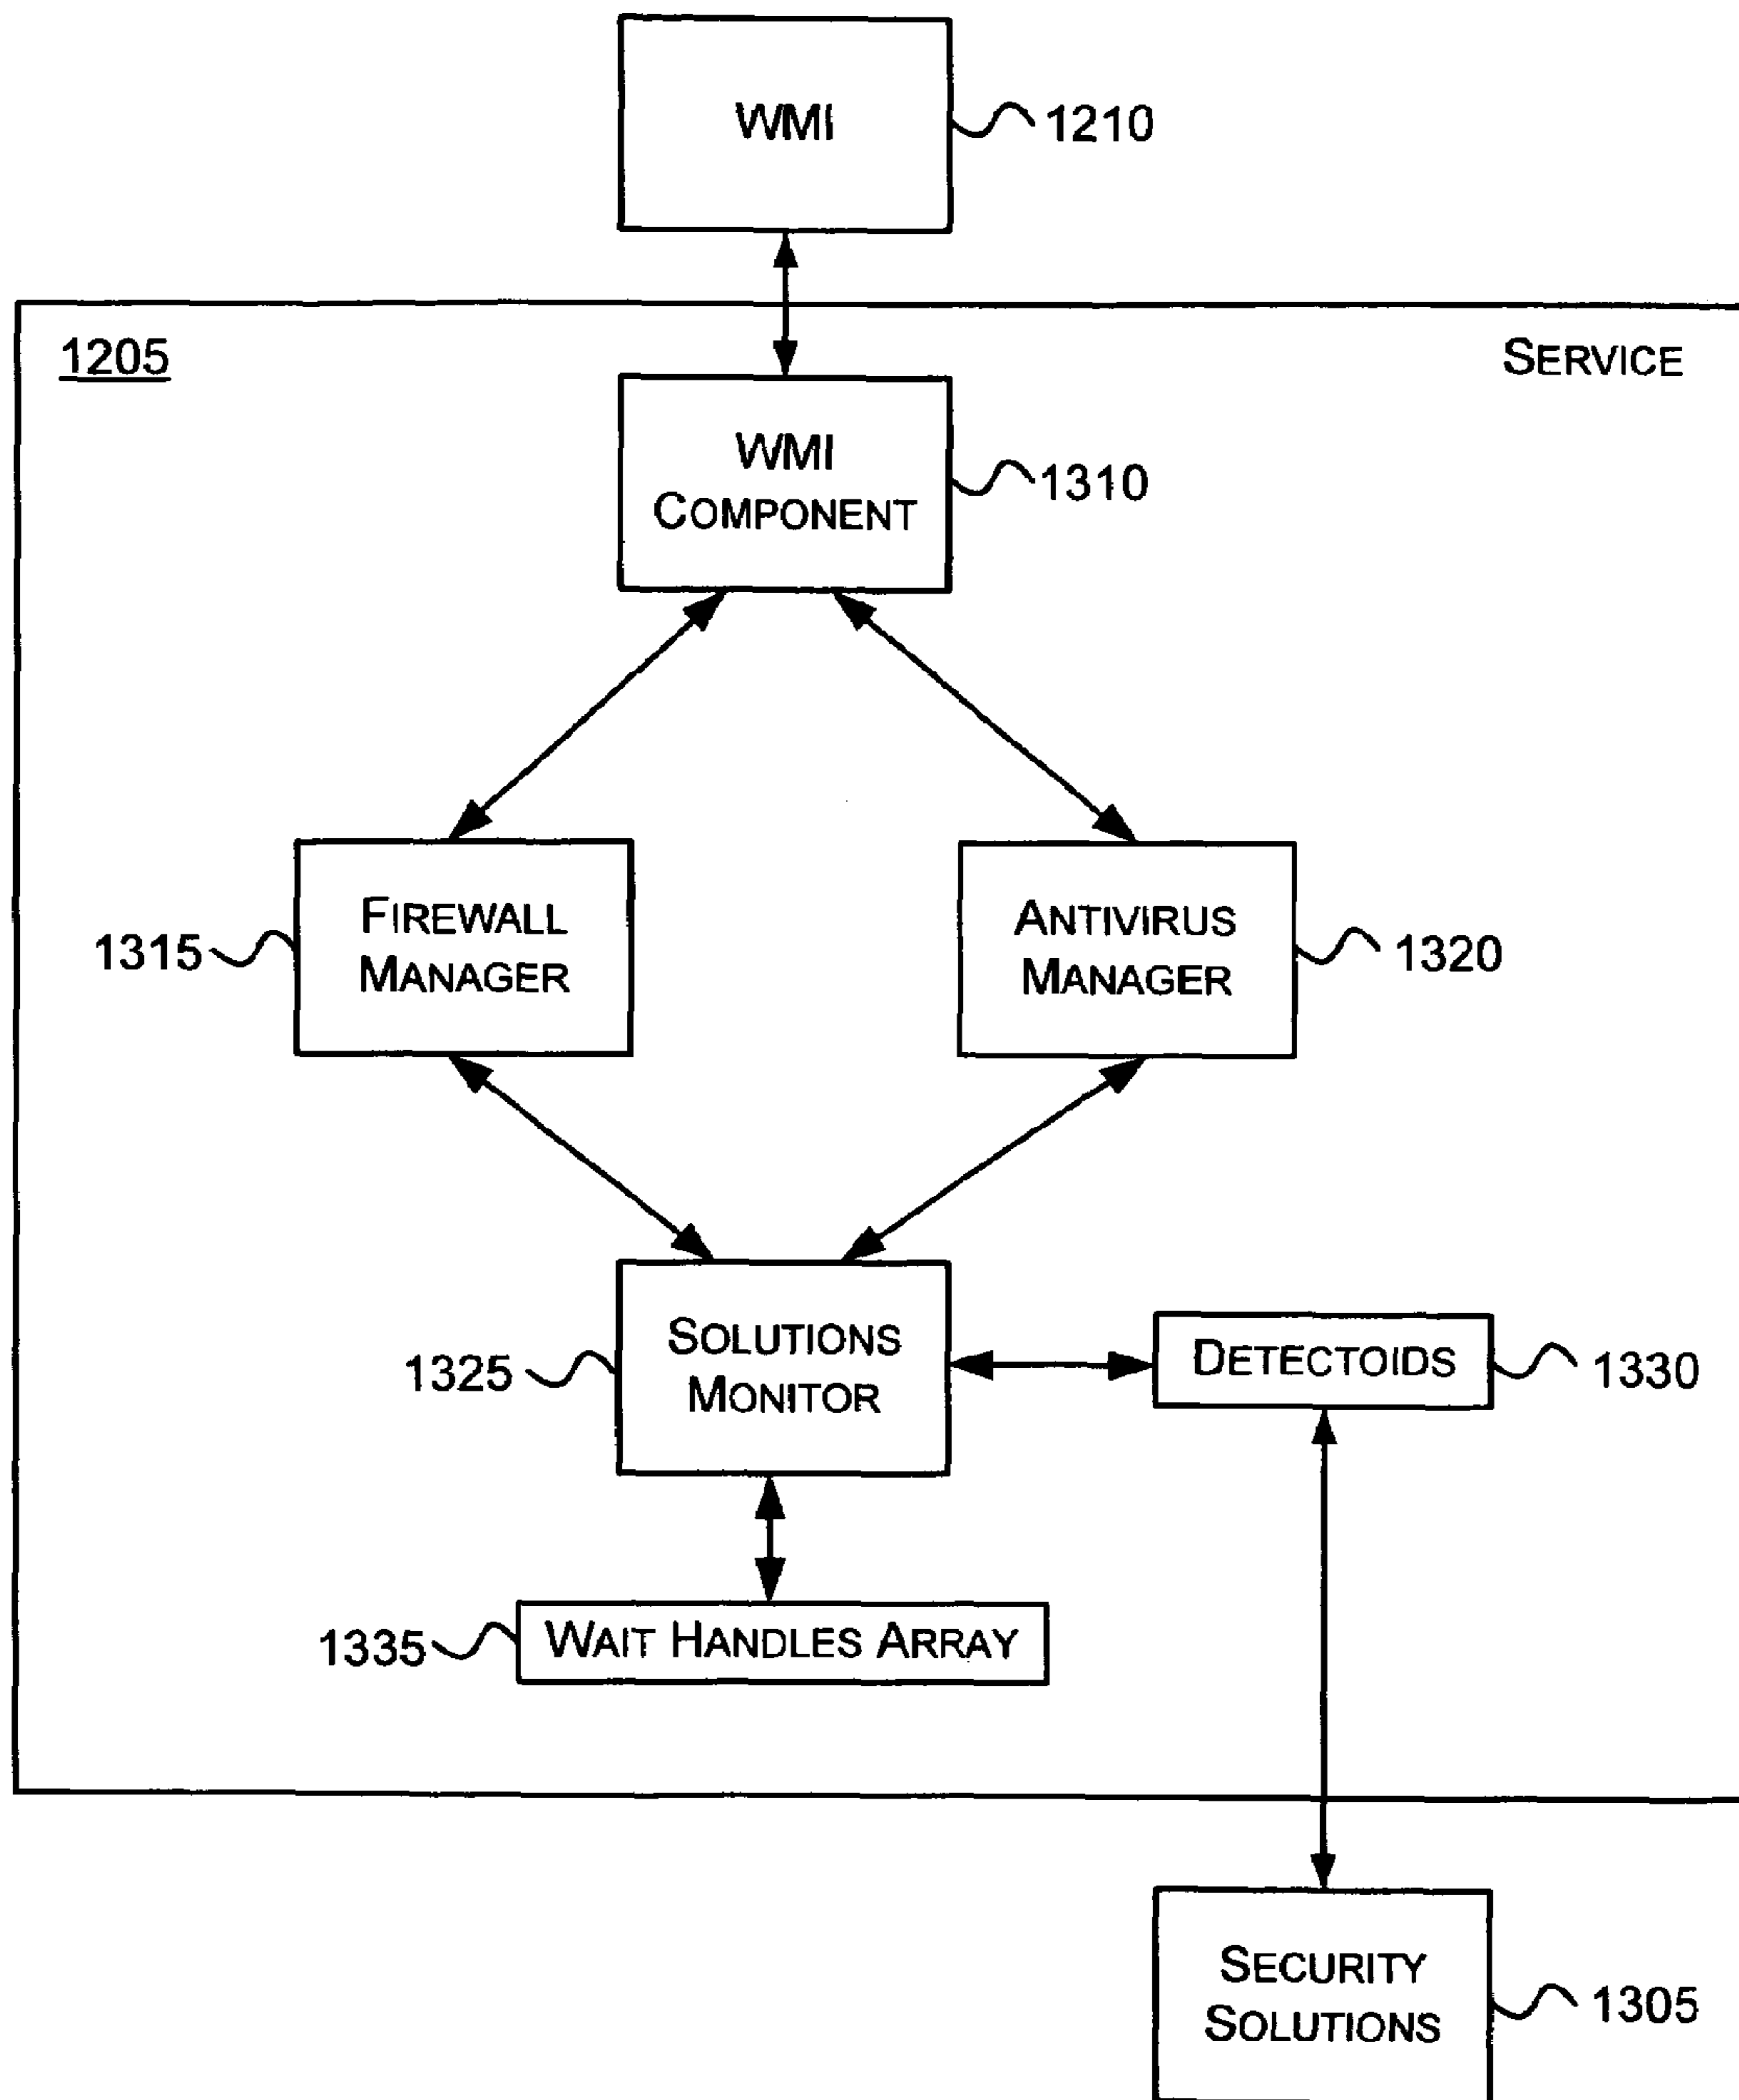 WMI
1210
1205
SERVICE
WMI
COMPONENT
1310
FIREWALL
MANAGER
1315
ANTIVIRUS
MANAGER
1320
SOLUTIONS
MONITOR
1325
DETECTOIDS
1330
WAIT HANDLES ARRAY
1335
SECURITY
SOLUTIONS
1305